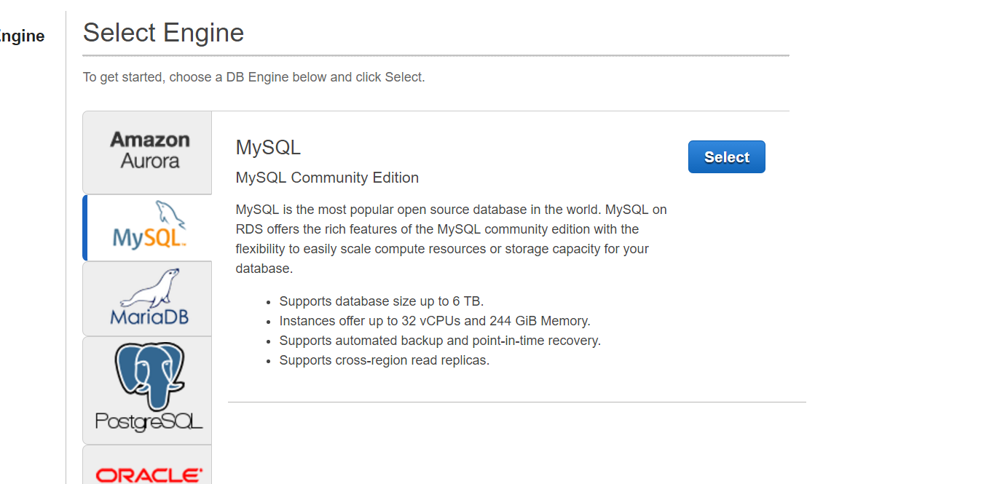 Engine
Select Engine
To get started, choose a DB Engine below and click Select.
Amazon
Aurora
MySQL™
MariaDB
PostgreSQL
ORACLE
MySQL
Select
MySQL Community Edition
MySQL is the most popular open source database in the world. MySQL on
RDS offers the rich features of the MySQL community edition with the
flexibility to easily scale compute resources or storage capacity for your
database.
• Supports database size up to 6 TB.
• Instances offer up to 32 vCPUs and 244 GiB Memory.
• Supports automated backup and point-in-time recovery.
• Supports cross-region read replicas.